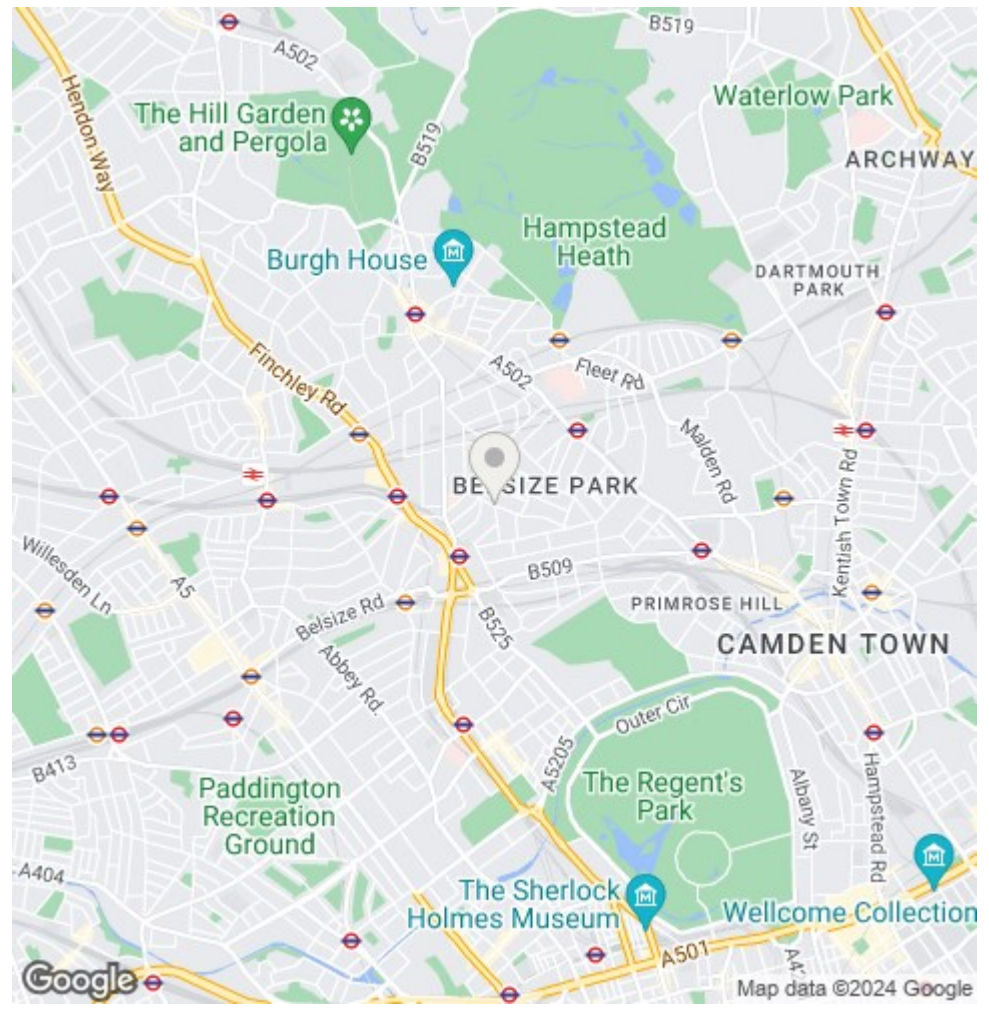 B519
A502
Hendon Way
Waterlow Park
The Hill Garden
and Pergola
B519
ARCHWAY
Hampstead
Heath
Burgh House
DARTMOUTH
PARK
A502
Fleet Rd
Finchley Rd
Malden Rd
BELSIZE PARK
Kentish Town Rd
Willesden Ln
A5
B509
Belsize Rd
B525
PRIMROSE HILL
CAMDEN TOWN
Abbey Rd.
Outer Cir
A5205
B413
Paddington
Recreation
Ground
The Regent's
Park
Albany St
Hampstead Rd
A404
The Sherlock
Holmes Museum
Wellcome Collection
A501
Google
Map data ©2024 Google